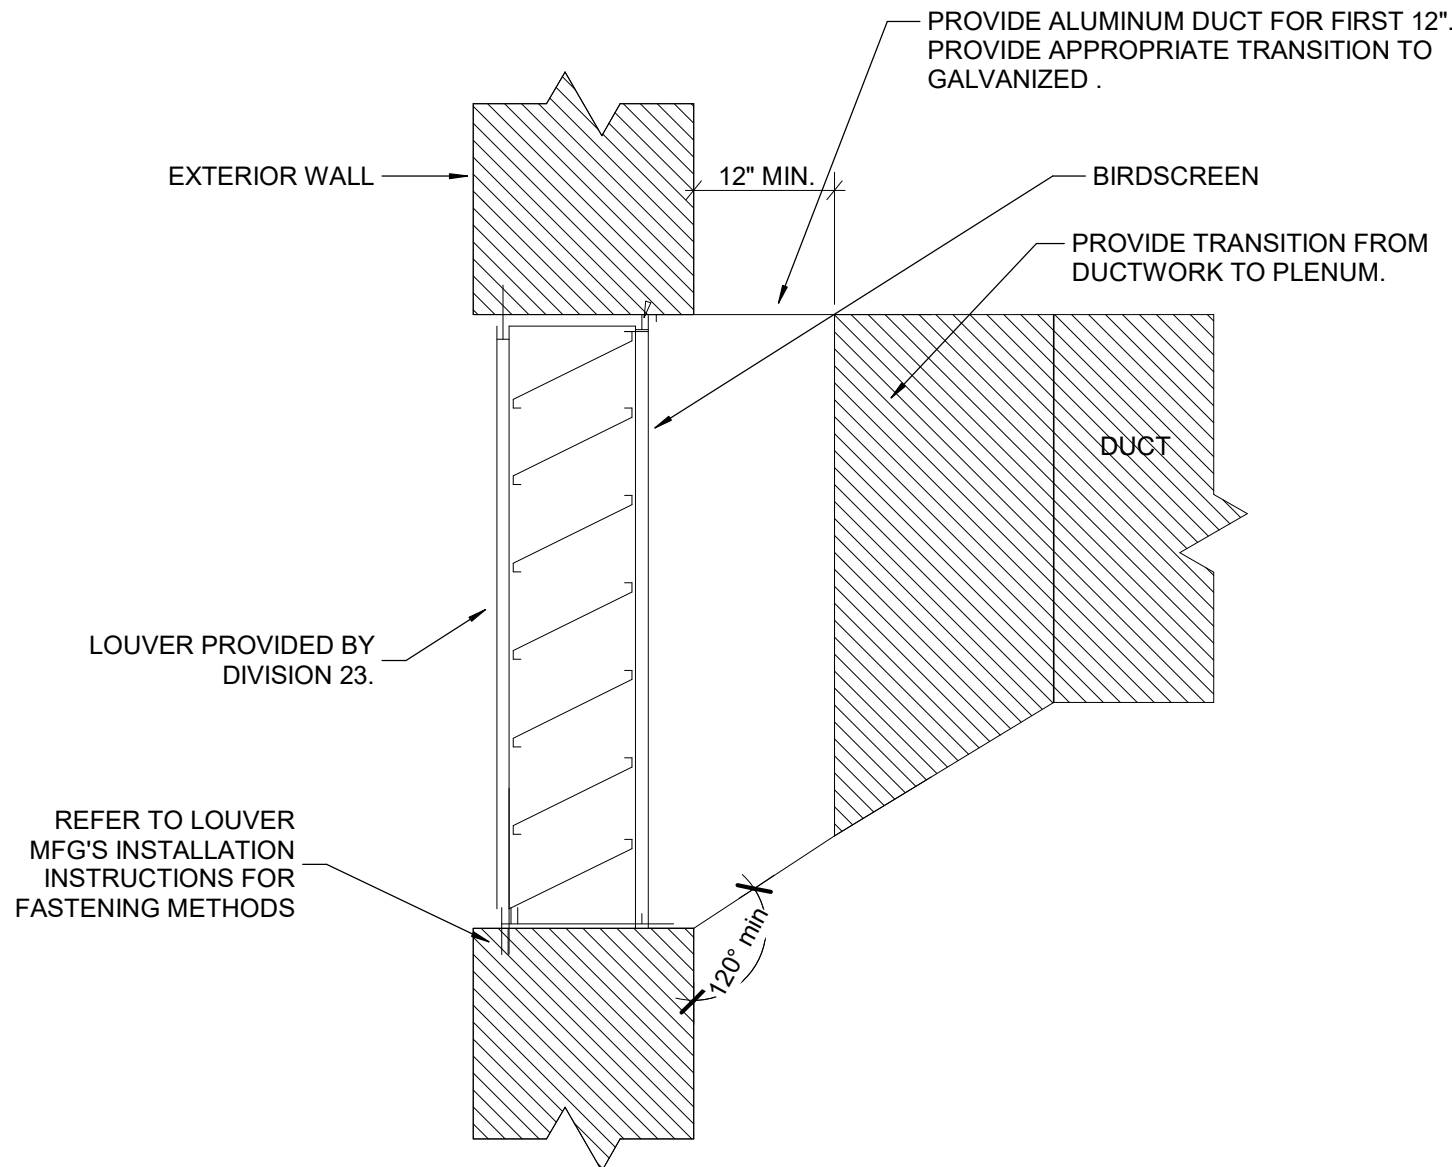 PROVIDE ALUMINUM DUCT FOR FIRST 12".
PROVIDE APPROPRIATE TRANSITION TO
GALVANIZED .
EXTERIOR WALL
12" MIN.
BIRDSCREEN
PROVIDE TRANSITION FROM
DUCTWORK TO PLENUM.
DUCT
LOUVER PROVIDED BY
DIVISION 23.
REFER TO LOUVER
MFG'S INSTALLATION
INSTRUCTIONS FOR
FASTENING METHODS
120° min